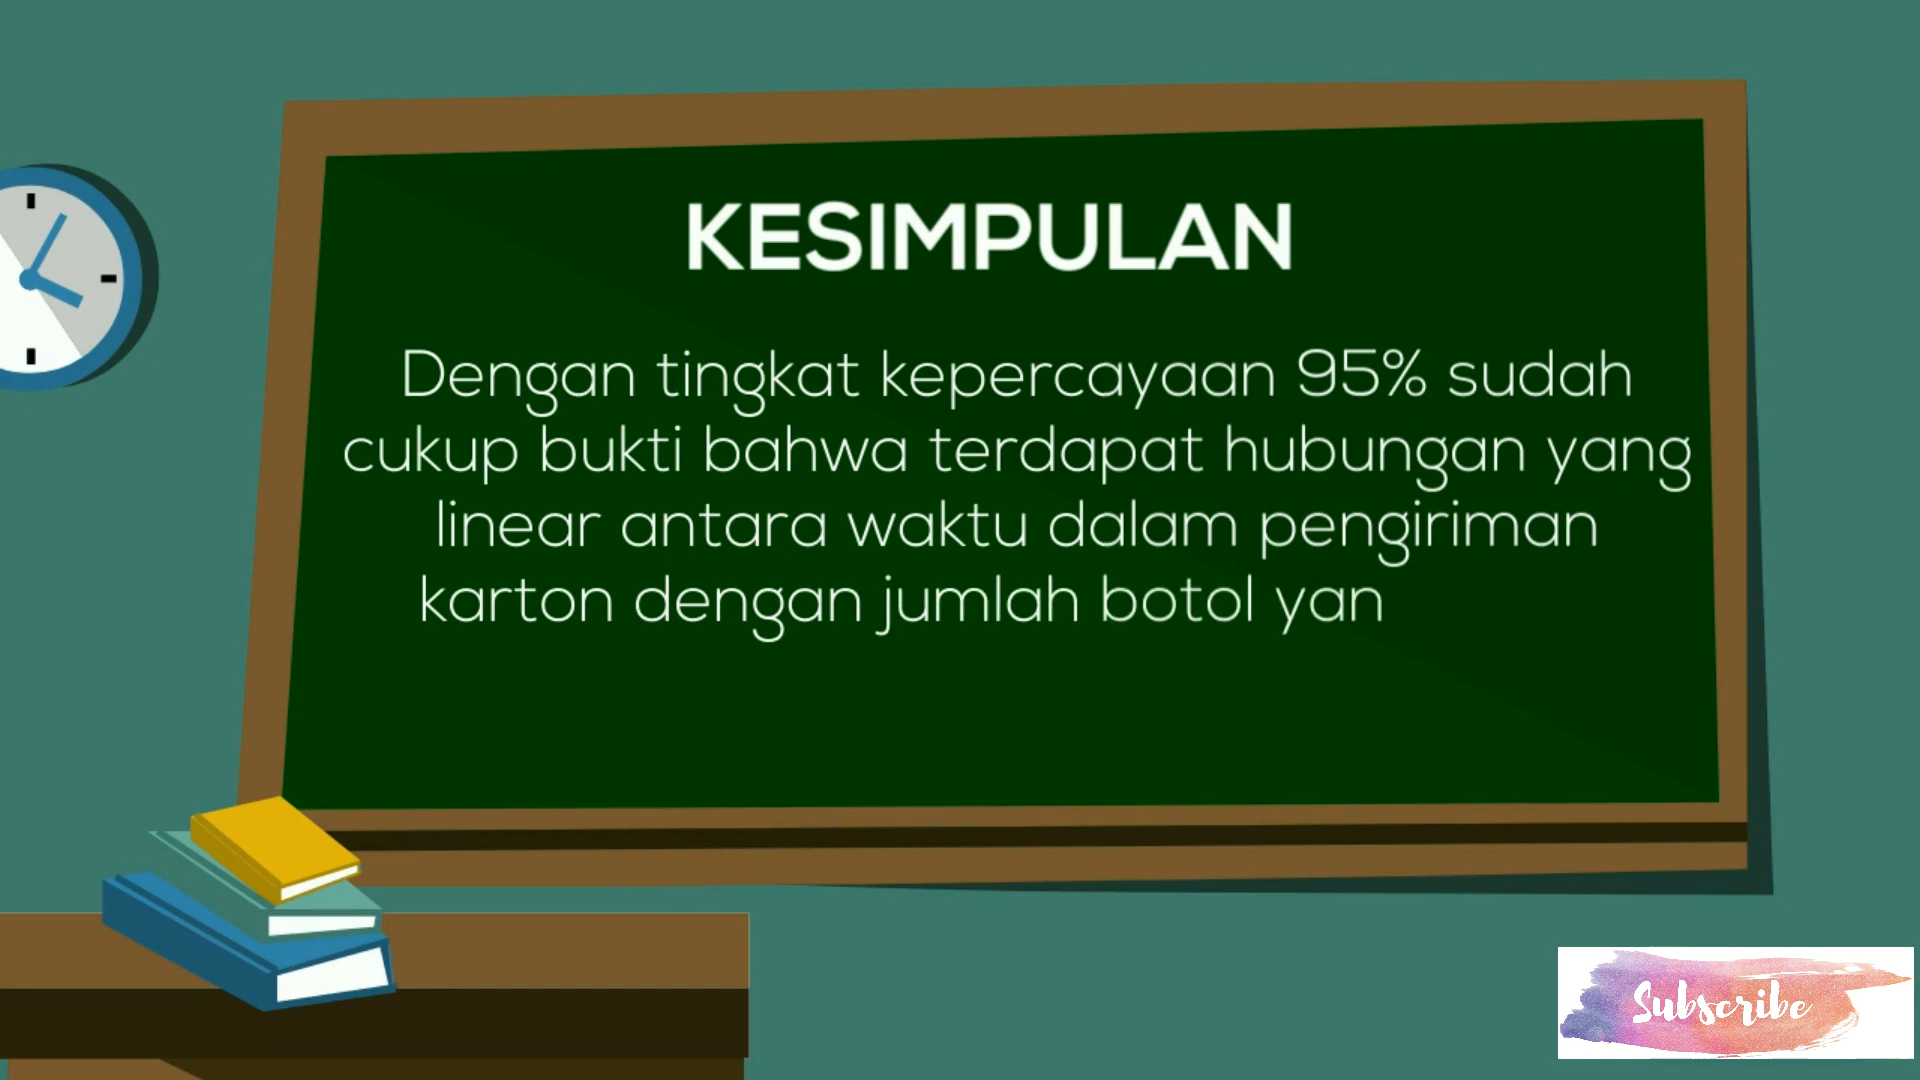 KESIMPULAN
Dengan tingkat kepercayaan 95% sudah
cukup bukti bahwa terdapat hubungan yang
linear antara waktu dalam pengiriman
karton dengan jumlah botol yan
Subscribe